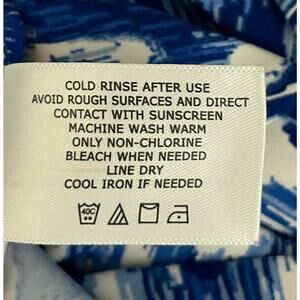 COLD RINSE AFTER USE
AVOID ROUGH SURFACES AND DIRECT
CONTACT WITH SUNSCREEN
MACHINE WASH WARM
ONLY NON-CHLORINE
BLEACH WHEN NEEDED
LINE DRY
COOL IRON IF NEEDED
40C